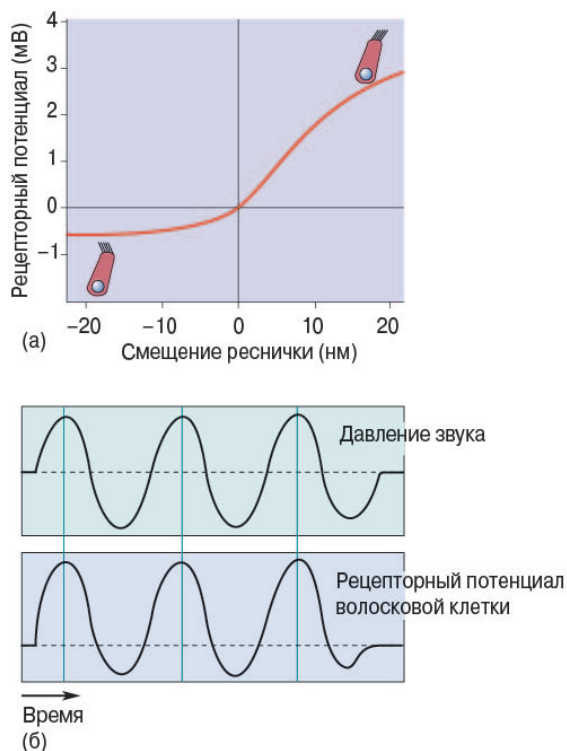 Рецепторный потенциал (мВ)
4
3
2
1
0
−1
−20
−10
0
10
20
(а)
Смещение реснички (нм)
Давление звука
Рецепторный потенциал
волосковой клетки
Время
(б)